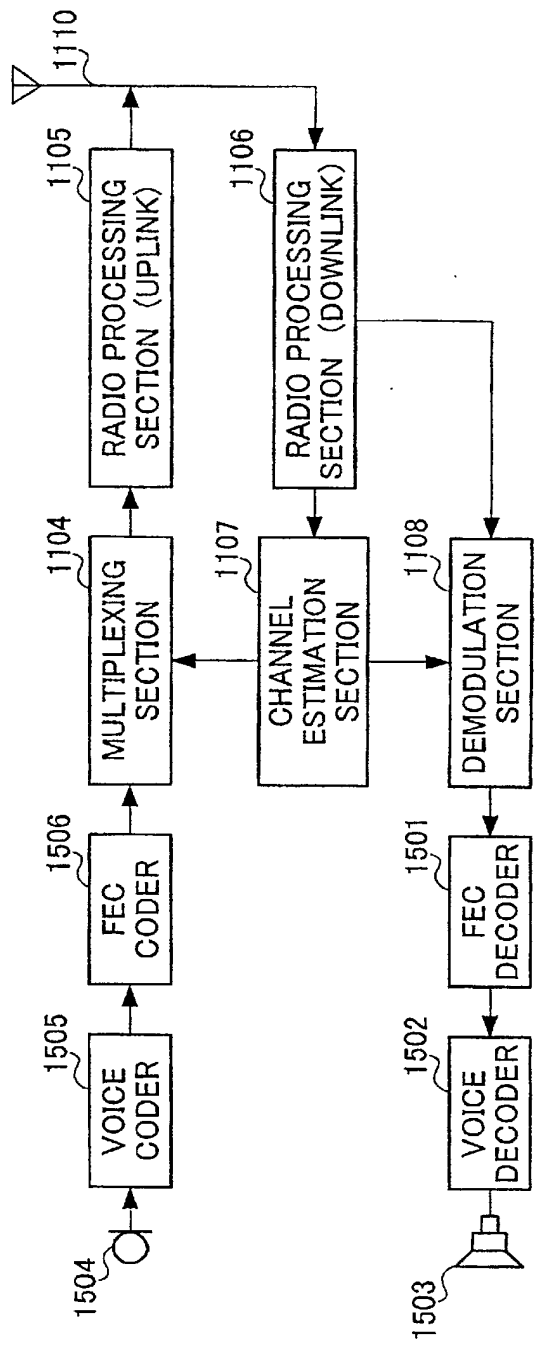 1504
1505
VOICE
CODER
1506
FEC
CODER
1104
MULTIPLEXING
SECTION
1105
RADIO PROCESSING
SECTION (UPLINK)
1110
1107
CHANNEL
ESTIMATION
SECTION
1106
RADIO PROCESSING
SECTION (DOWNLINK)
1503
1502
VOICE
DECODER
1501
FEC
DECODER
1108
DEMODULATION
SECTION